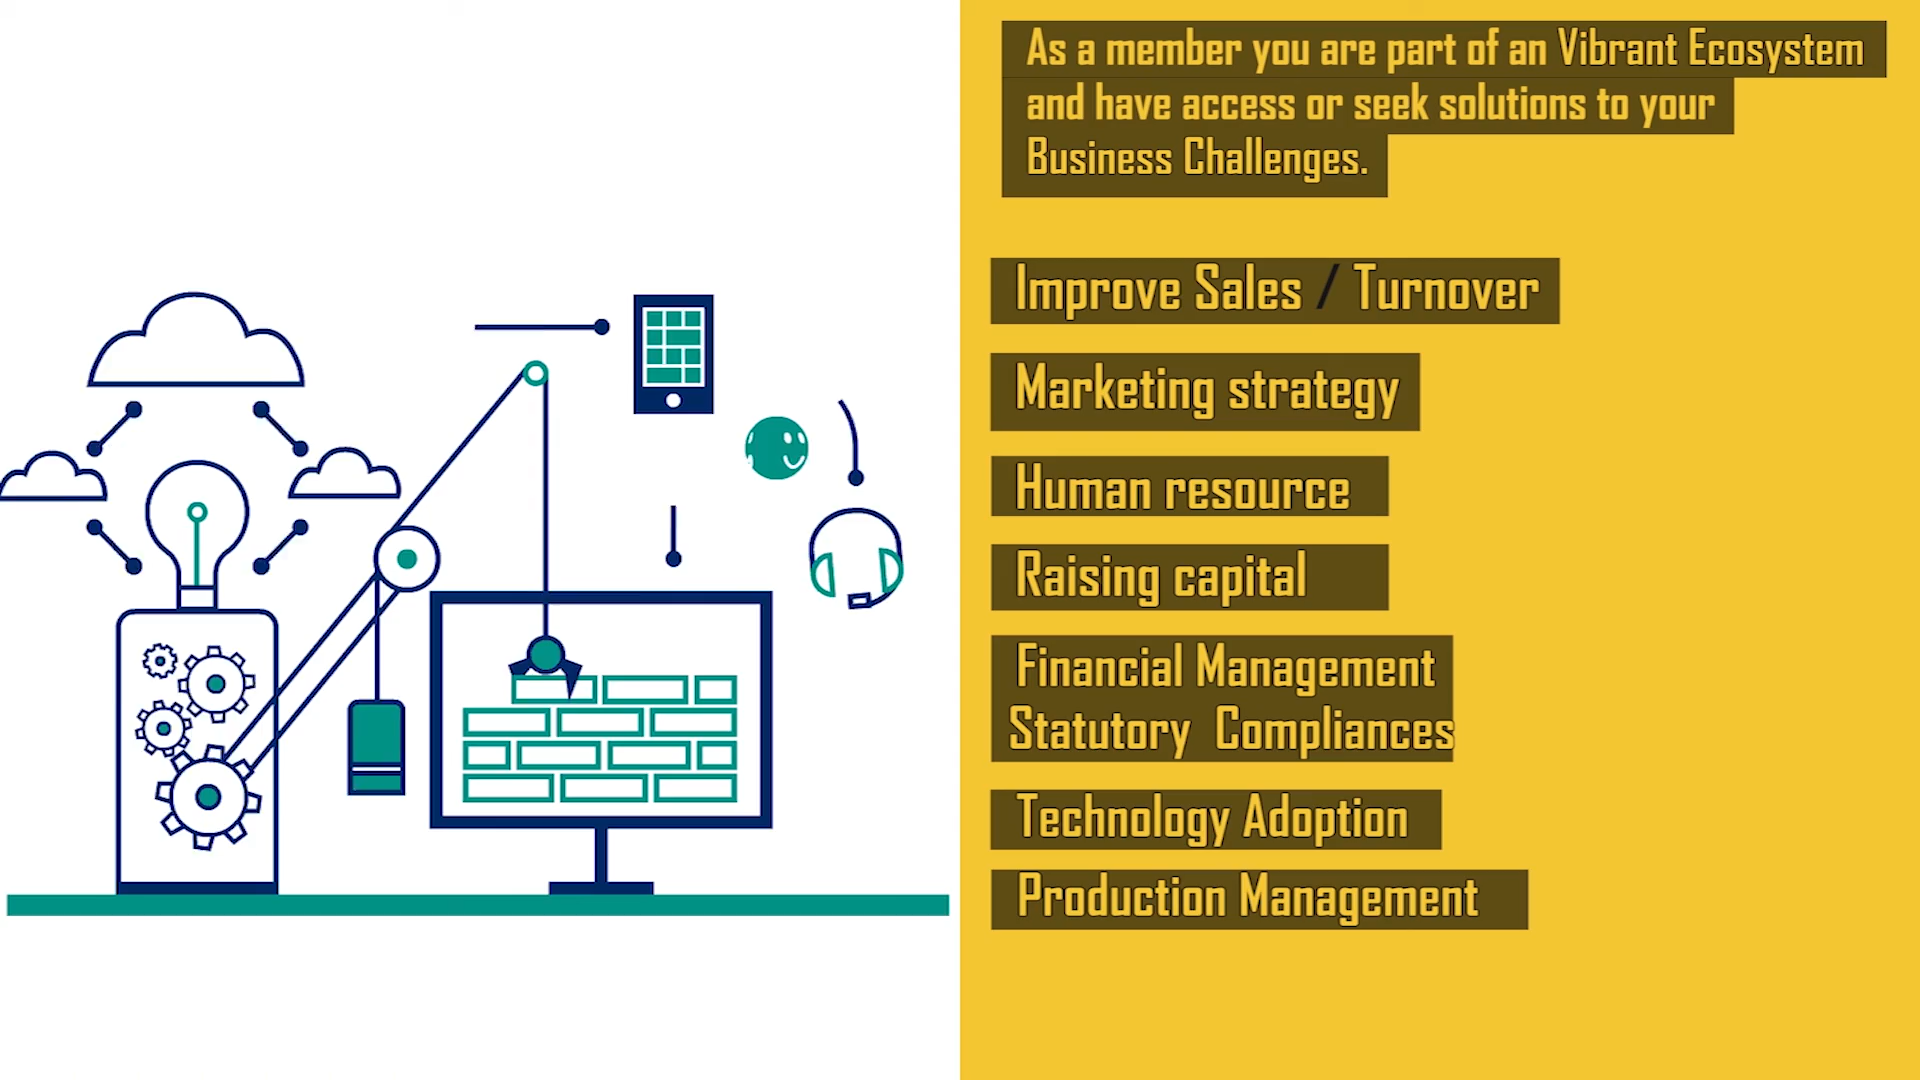 As a member you are part of an Vibrant Ecosystem
and have access or seek solutions to your
Business Challenges.
Improve Sales / Turnover
Marketing strategy
Human resource
Raising capital
Financial Management
Statutory Compliances
Technology Adoption
Production Management